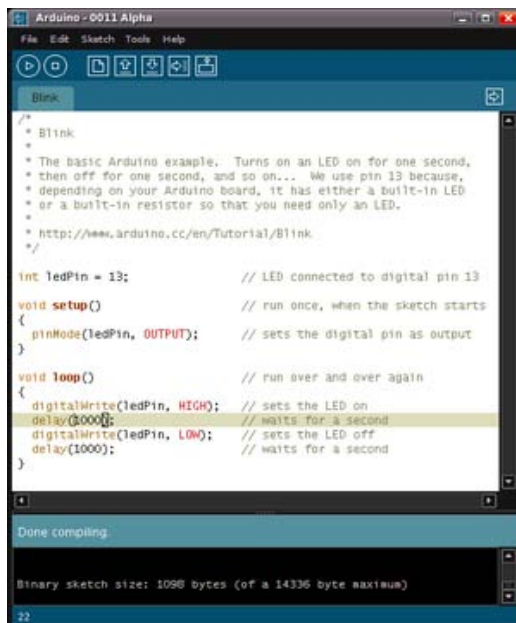 Arduino - 0011 Alpha
File Edit Sketch Tools Help
Blink
/*
* Blink
*
* The basic Arduino example. Turns on an LED on for one second,
* then off for one second, and so on... We use pin 13 because,
* depending on your Arduino board, it has either a built-in LED
* or a built-in resistor so that you need only an LED.
*
* http://www.arduino.cc/en/Tutorial/Blink
*/
int ledPin = 13; // LED connected to digital pin 13
void setup() // run once, when the sketch starts
{
pinMode(ledPin, OUTPUT); // sets the digital pin as output
}
void loop() // run over and over again
{
digitalWrite(ledPin, HIGH); // sets the LED on
delay(1000); // waits for a second
digitalWrite(ledPin, LOW); // sets the LED off
delay(1000); // waits for a second
}
Done compiling.
Binary sketch size: 1098 bytes (of a 14336 byte maximum)
22